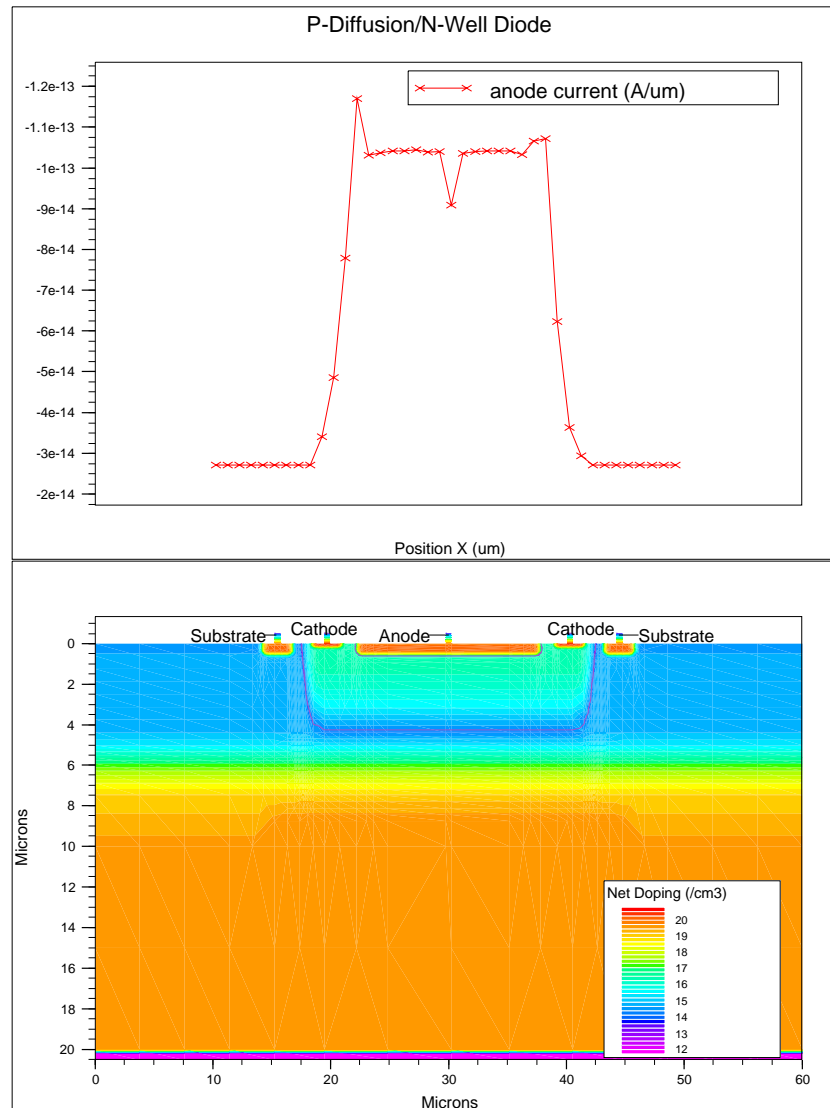 P-Diffusion/N-Well Diode
anode current (A/um)
-1.2e-13
-1.1e-13
-1e-13
-9e-14
-8e-14
-7e-14
-6e-14
-5e-14
-4e-14
-3e-14
-2e-14
Position X (um)
Substrate Cathode Anode Cathode Substrate
0
2
4
6
8
10
12
14
16
18
20
Microns
Net Doping (/cm3)
20
19
18
17
16
15
14
13
12
0 10 20 30 40 50 60
Microns